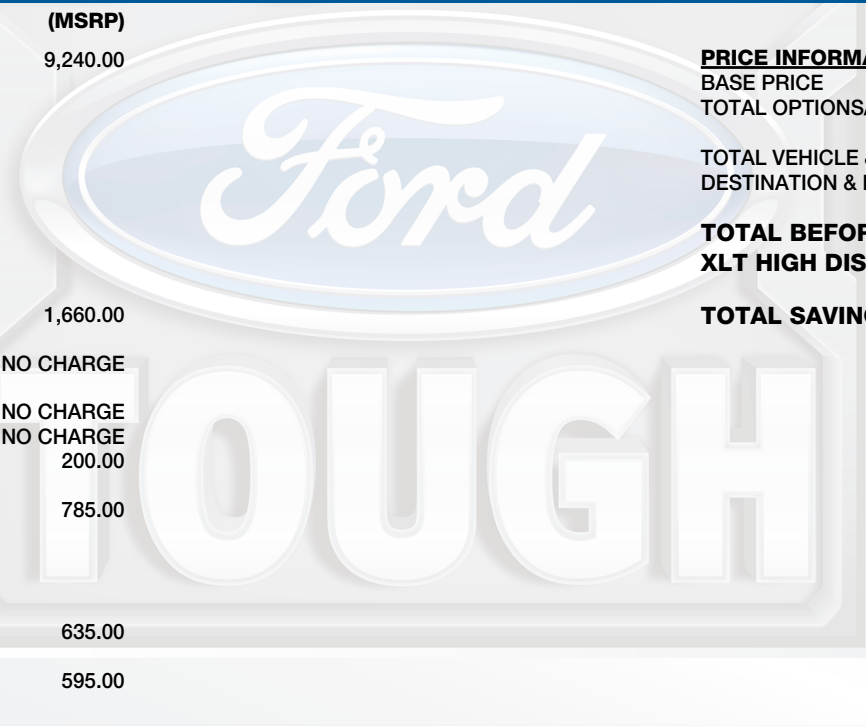 (MSRP)
9,240.00
1,660.00
NO CHARGE
NO CHARGE
NO CHARGE
200.00
785.00
635.00
595.00
PRICE INFORMA
BASE PRICE
TOTAL OPTIONS/
TOTAL VEHICLE &
DESTINATION &
TOTAL BEFOR
XLT HIGH DIS
TOTAL SAVING
Ford
TOUGH